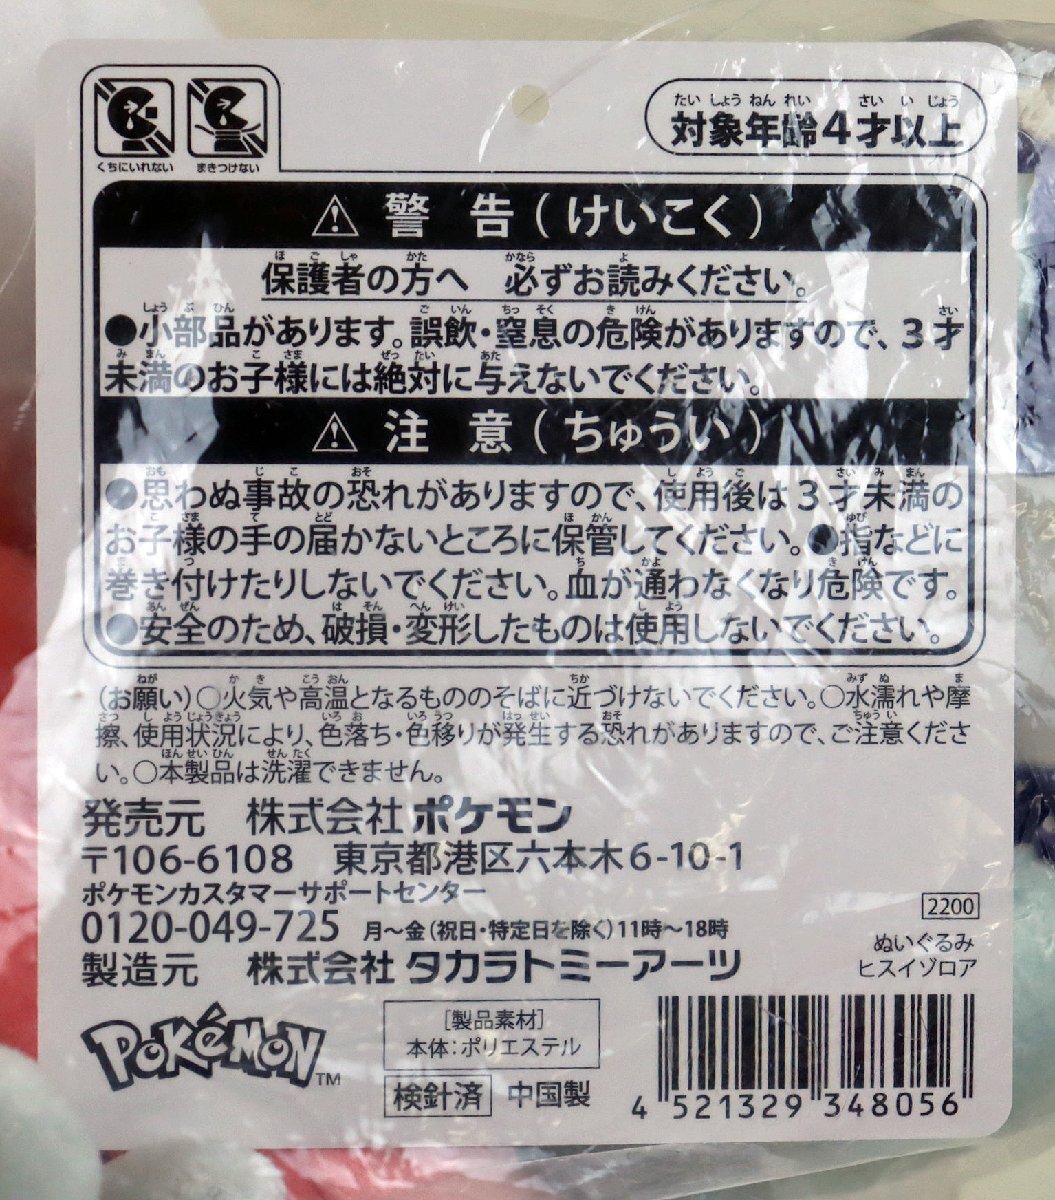 くちにいれない まきつけない
対象年齢4才以上
⚠ 警 告(けいこく)
保護者の方へ 必ずお読みください。
●小部品があります。誤飲・窒息の危険がありますので、3才
未満のお子様には絶対に与えないでください。
⚠ 注 意(ちゅうい)
●思わぬ事故の恐れがありますので、使用後は3才未満の
お子様の手の届かないところに保管してください。●指などに
巻き付けたりしないでください。血が通わなくなり危険です。
●安全のため、破損・変形したものは使用しないでください。
(お願い)○火気や高温となるもののそばに近づけないでください。○水濡れや摩
擦、使用状況により、色落ち・色移りが発生する恐れがありますので、ご注意くださ
い。○本製品は洗濯できません。
発売元 株式会社ポケモン
〒106-6108 東京都港区六本木6-10-1
ポケモンカスタマーサポートセンター
0120-049-725 月～金(祝日・特定日を除く)11時～18時
製造元 株式会社 タカラトミーアーツ
2200
ぬいぐるみ
ヒスイゾロア
POKéMON™
[製品素材]
本体:ポリエステル
検針済 中国製
4 521329 348056